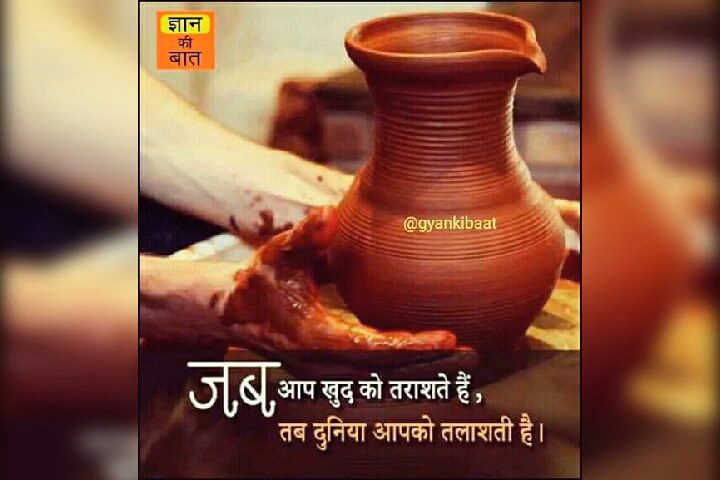 ज्ञान
की
बात
@gyankibaat
जब आप खुद को तराशते हैं,
तब दुनिया आपको तलाशती है।